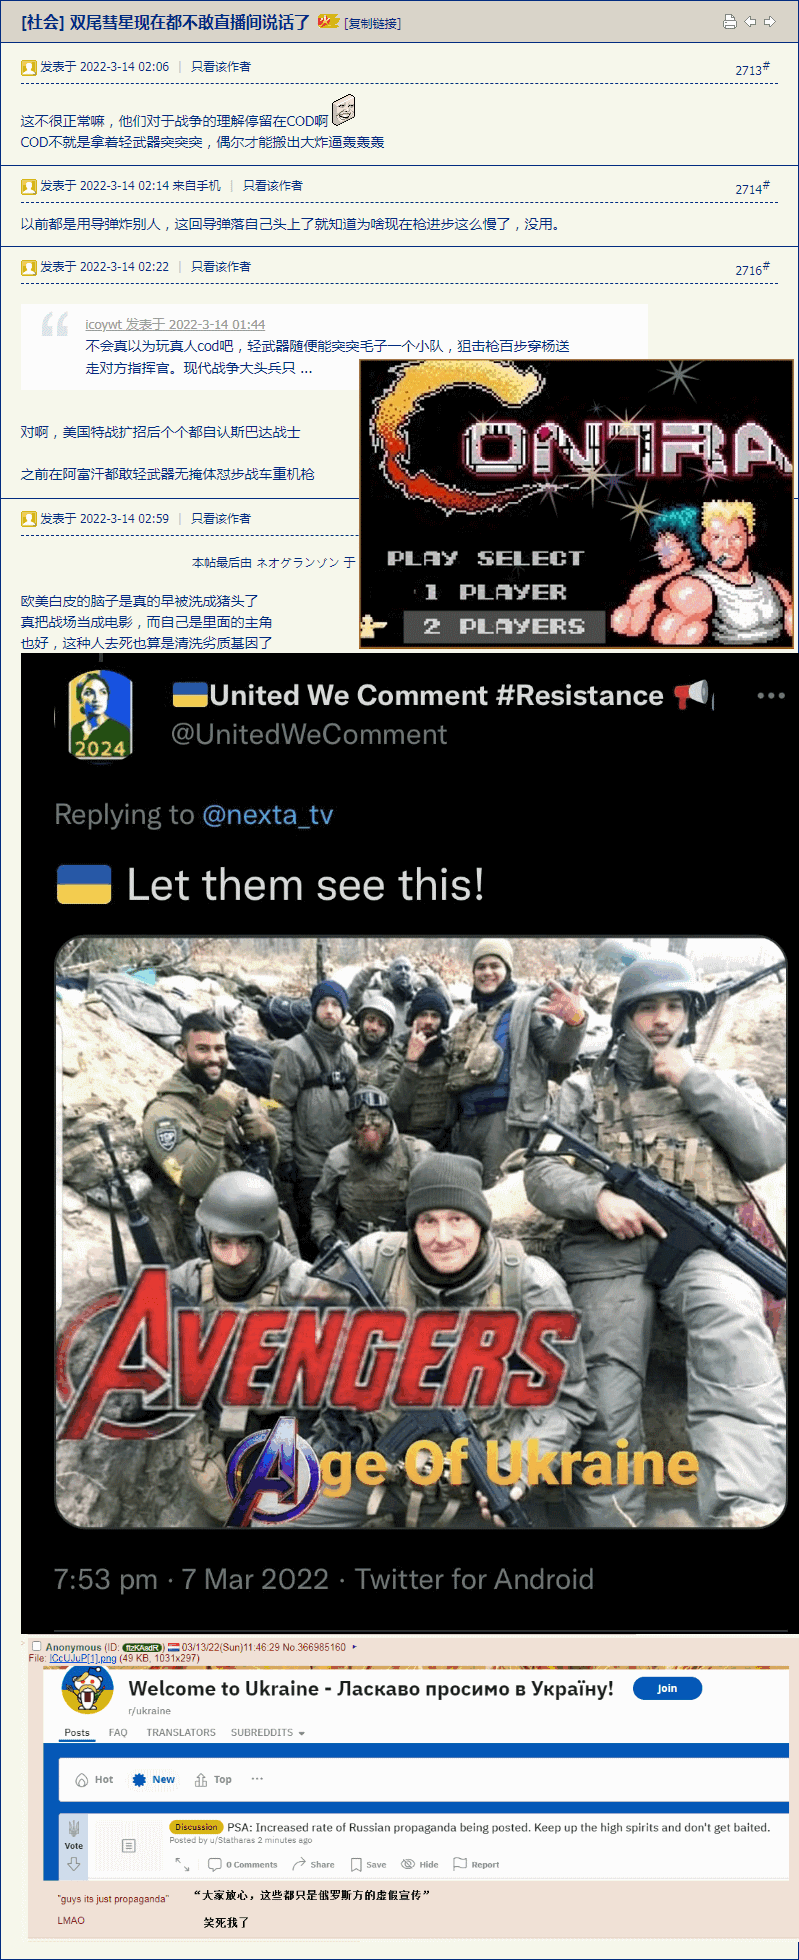 [社会] 双尾彗星现在都不敢直播间说话了 [复制链接]
发表于 2022-3-14 02:06 | 只看该作者
2713#
这不很正常嘛，他们对于战争的理解停留在COD啊
COD不就是拿着轻武器突突突，偶尔才能搬出大炸逼轰轰轰
发表于 2022-3-14 02:14 来自手机 | 只看该作者
2714#
以前都是用导弹炸别人，这回导弹落自己头上了就知道为啥现在枪进步这么慢了，没用。
发表于 2022-3-14 02:22 | 只看该作者
2716#
icoywt 发表于 2022-3-14 01:44
不会真以为玩真人cod吧，轻武器随便能突突毛子一个小队，狙击枪百步穿杨送
走对方指挥官。现代战争大头兵只 ...
对啊，美国特战扩招后个个都自认斯巴达战士
之前在阿富汗都敢轻武器无掩体怼步战车重机枪
CONTRA
PLAY SELECT
1 PLAYER
2 PLAYERS
发表于 2022-3-14 02:59 | 只看该作者
本帖最后由 ネオグランゾン 于
欧美白皮的脑子是真的早被洗成猪头了
真把战场当成电影，而自己是里面的主角
也好，这种人去死也算是清洗劣质基因了
2024
United We Comment #Resistance
@UnitedWeComment
Replying to @nexta_tv
Let them see this!
AVENGERS
Age Of Ukraine
7:53 pm · 7 Mar 2022 · Twitter for Android
Anonymous (ID: ftzKAsdR) 03/13/22(Sun)11:46:29 No.366985160
File: ICcUJuP[1].png (49 KB, 1031x297)
Welcome to Ukraine - Ласкаво просимо в Україну!
Join
r/ukraine
Posts FAQ TRANSLATORS SUBREDDITS
Hot New Top ...
Discussion PSA: Increased rate of Russian propaganda being posted. Keep up the high spirits and don't get baited.
Posted by u/Statharas 2 minutes ago
Vote
0 Comments Share Save Hide Report
"guys its just propaganda" “大家放心，这些都只是俄罗斯方的虚假宣传”
LMAO 笑死我了